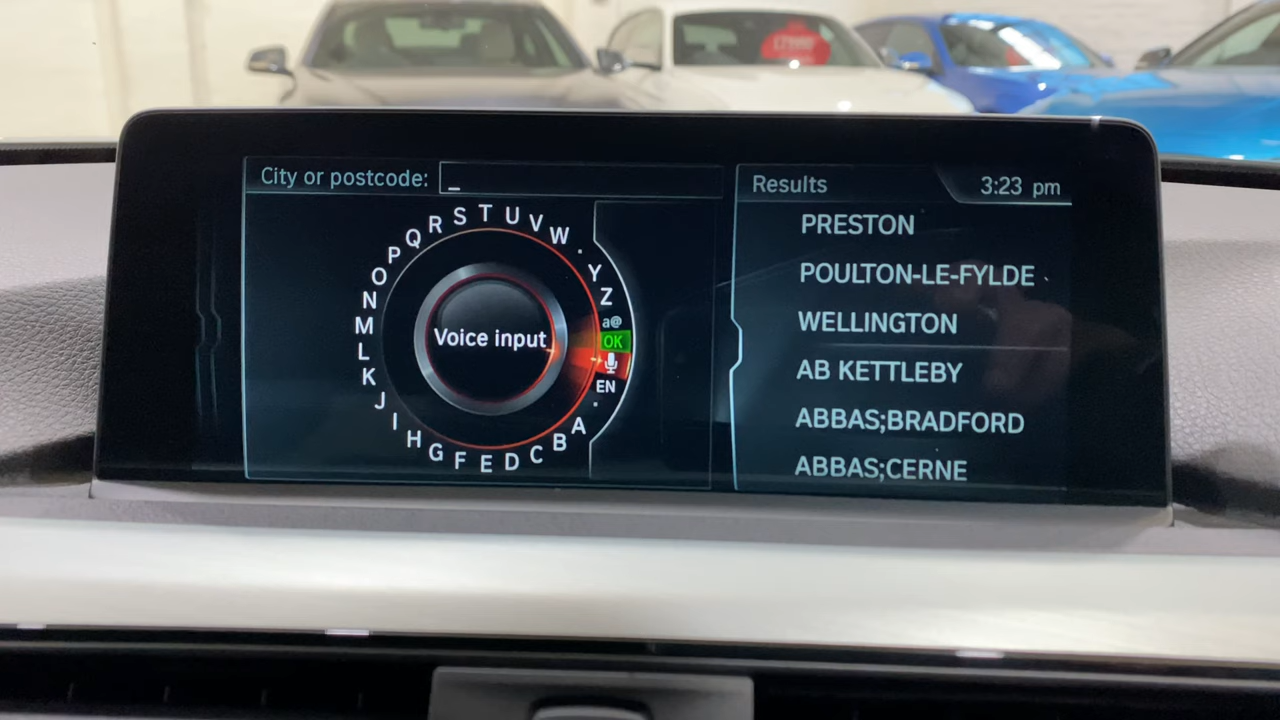 City or postcode: _
Results
3:23 pm
PRESTON
POULTON-LE-FYLDE
WELLINGTON
AB KETTLEBY
ABBAS;BRADFORD
ABBAS;CERNE
Voice input
A B C D E F G H I J K L M N O P Q R S T U V W . Y Z
a@
OK
EN